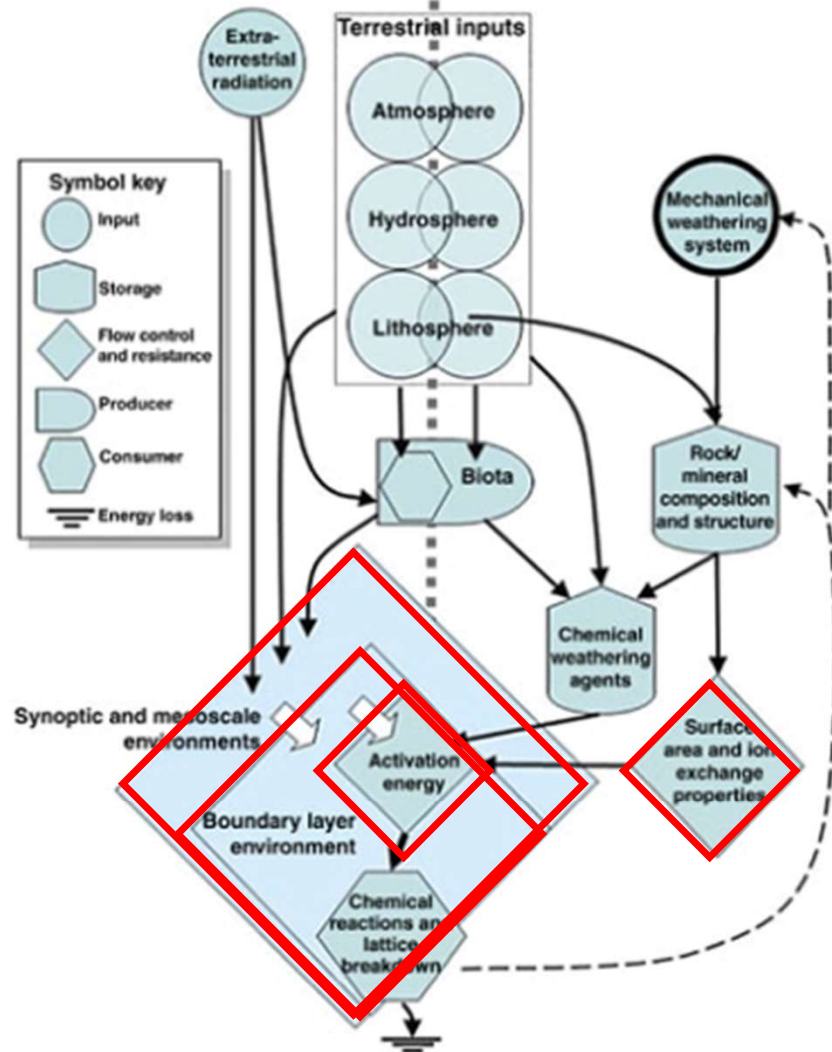 Extra-
terrestrial
radiation
Terrestrial inputs
Atmosphere
Hydrosphere
Lithosphere
Symbol key
Input
Storage
Flow control
and resistance
Producer
Consumer
Energy loss
Mechanical
weathering
system
Biota
Rock/
mineral
composition
and structure
Chemical
weathering
agents
Synoptic and mesoscale
environments
Activation
energy
Surface
area and ion
exchange
properties
Boundary layer
environment
Chemical
reactions and
lattice
breakdown